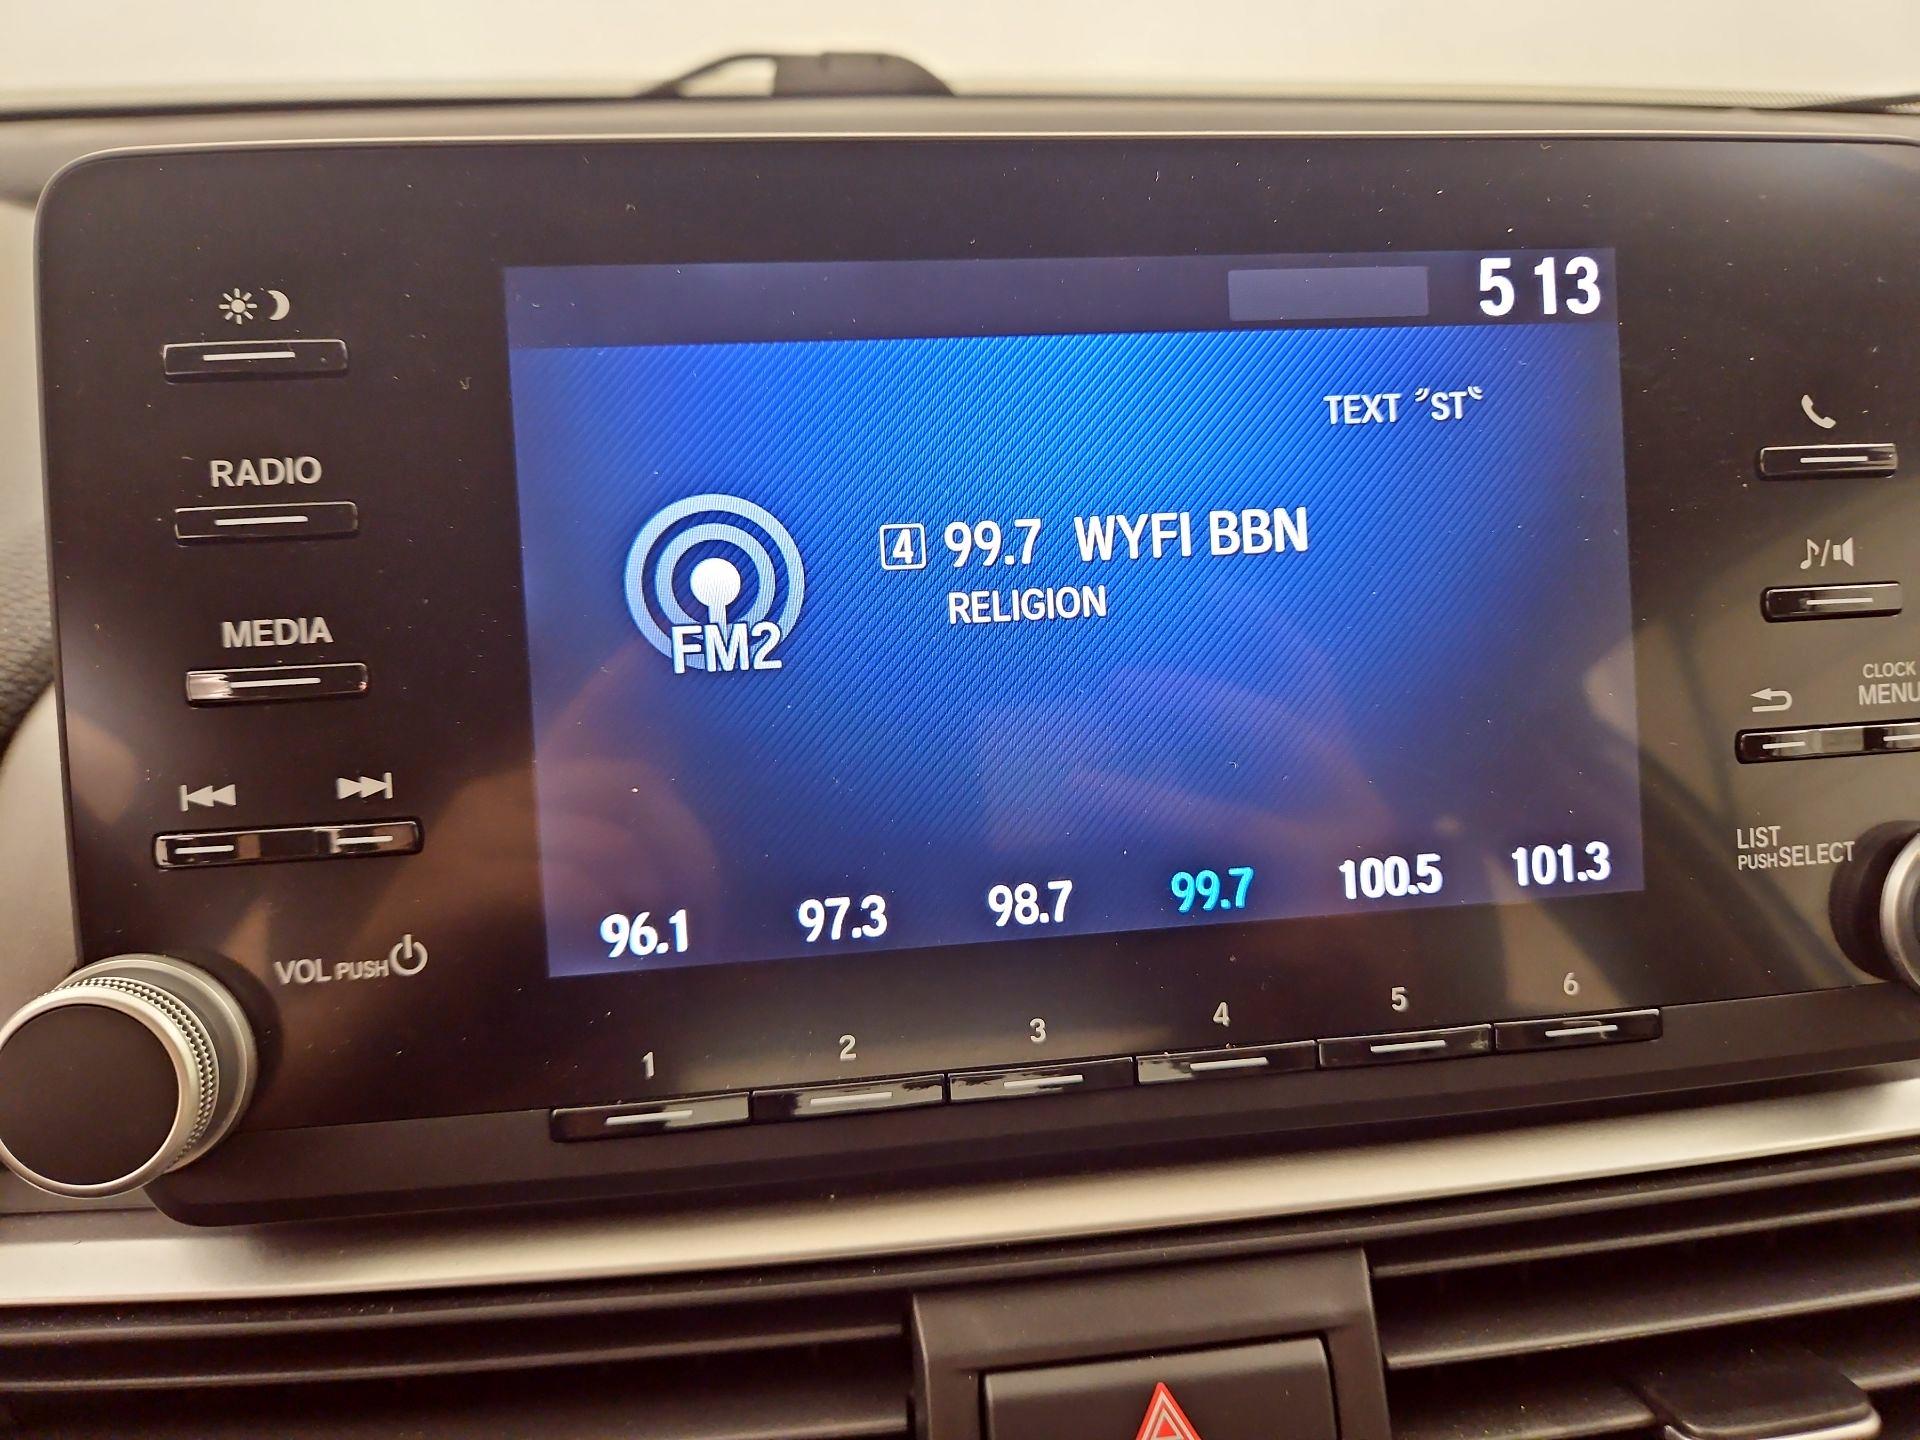 5 13
TEXT "ST"
RADIO
4 99.7 WYFI BBN
RELIGION
FM2
MEDIA
CLOCK
MENU
LIST
PUSH SELECT
96.1 97.3 98.7 99.7 100.5 101.3
VOL PUSH
1 2 3 4 5 6